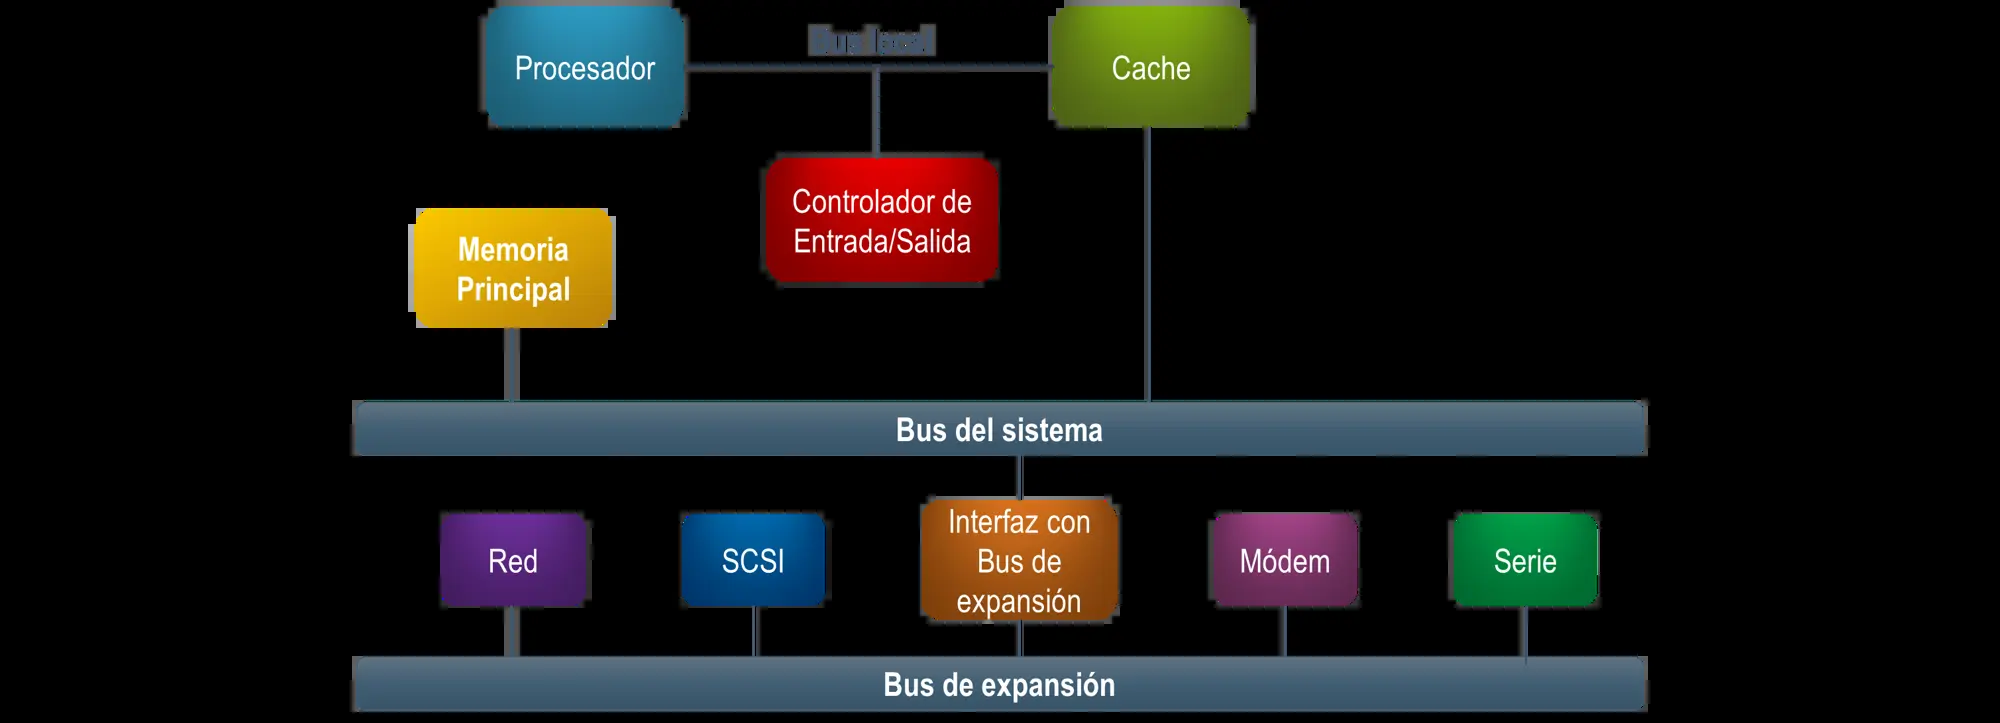 Bus local
Procesador
Cache
Controlador de
Entrada/Salida
Memoria
Principal
Bus del sistema
Red
SCSI
Interfaz con
Bus de
expansión
Módem
Serie
Bus de expansión